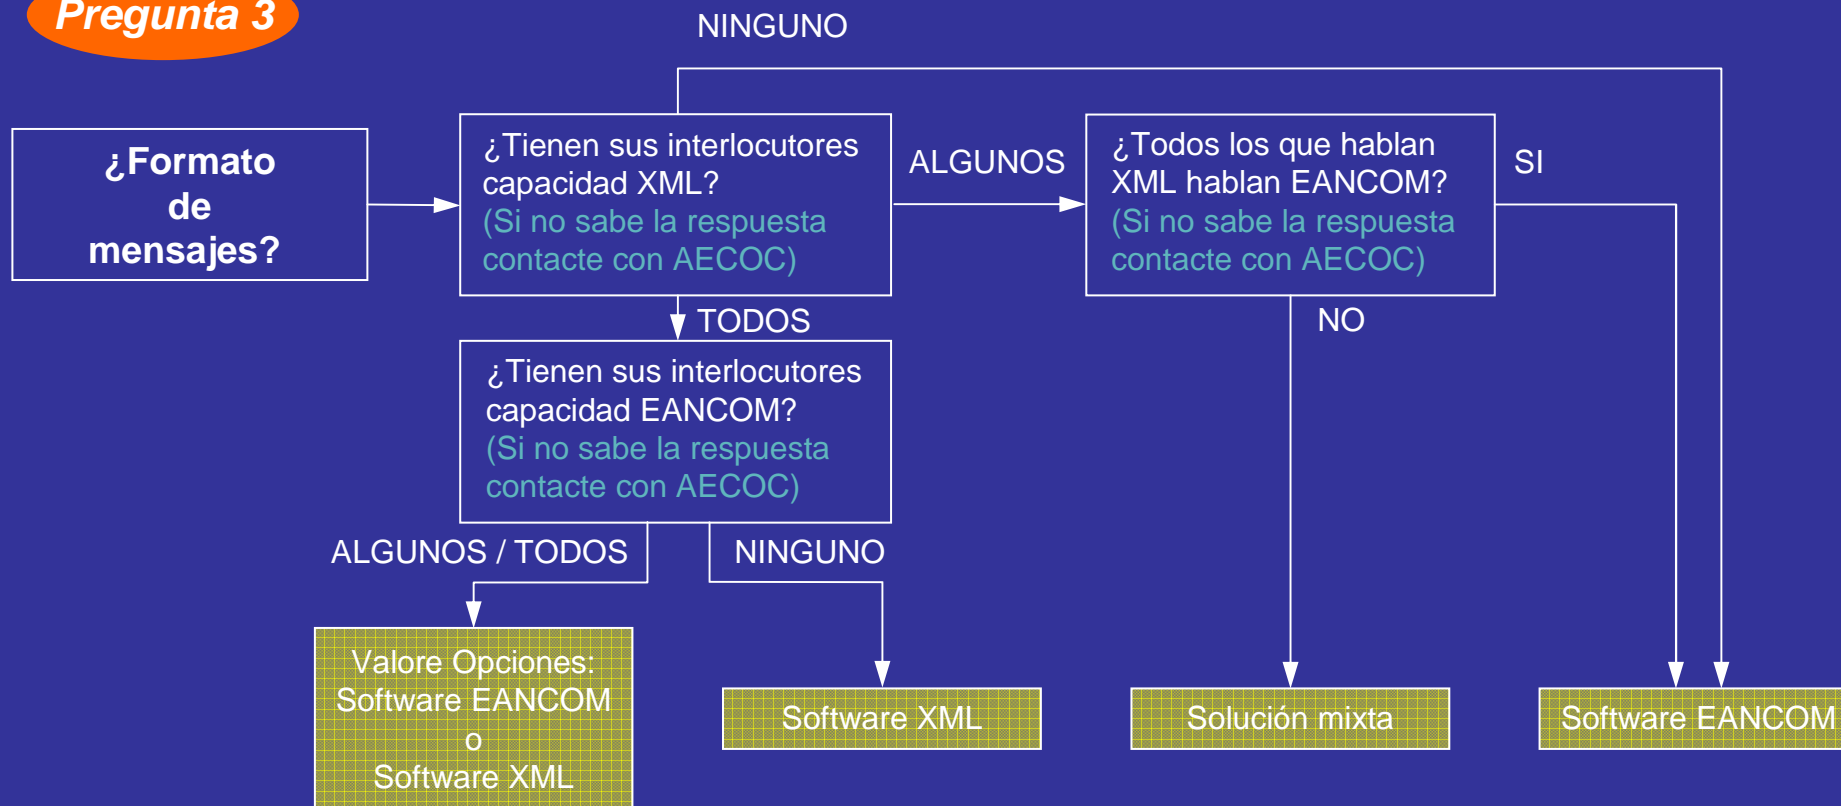 Pregunta 3
NINGUNO
¿Formato
de
mensajes?
¿Tienen sus interlocutores
capacidad XML?
(Si no sabe la respuesta
contacte con AECOC)
ALGUNOS
¿Todos los que hablan
XML hablan EANCOM?
(Si no sabe la respuesta
contacte con AECOC)
SI
TODOS
NO
¿Tienen sus interlocutores
capacidad EANCOM?
(Si no sabe la respuesta
contacte con AECOC)
ALGUNOS / TODOS
NINGUNO
Valore Opciones:
Software EANCOM
o
Software XML
Software XML
Solución mixta
Software EANCOM